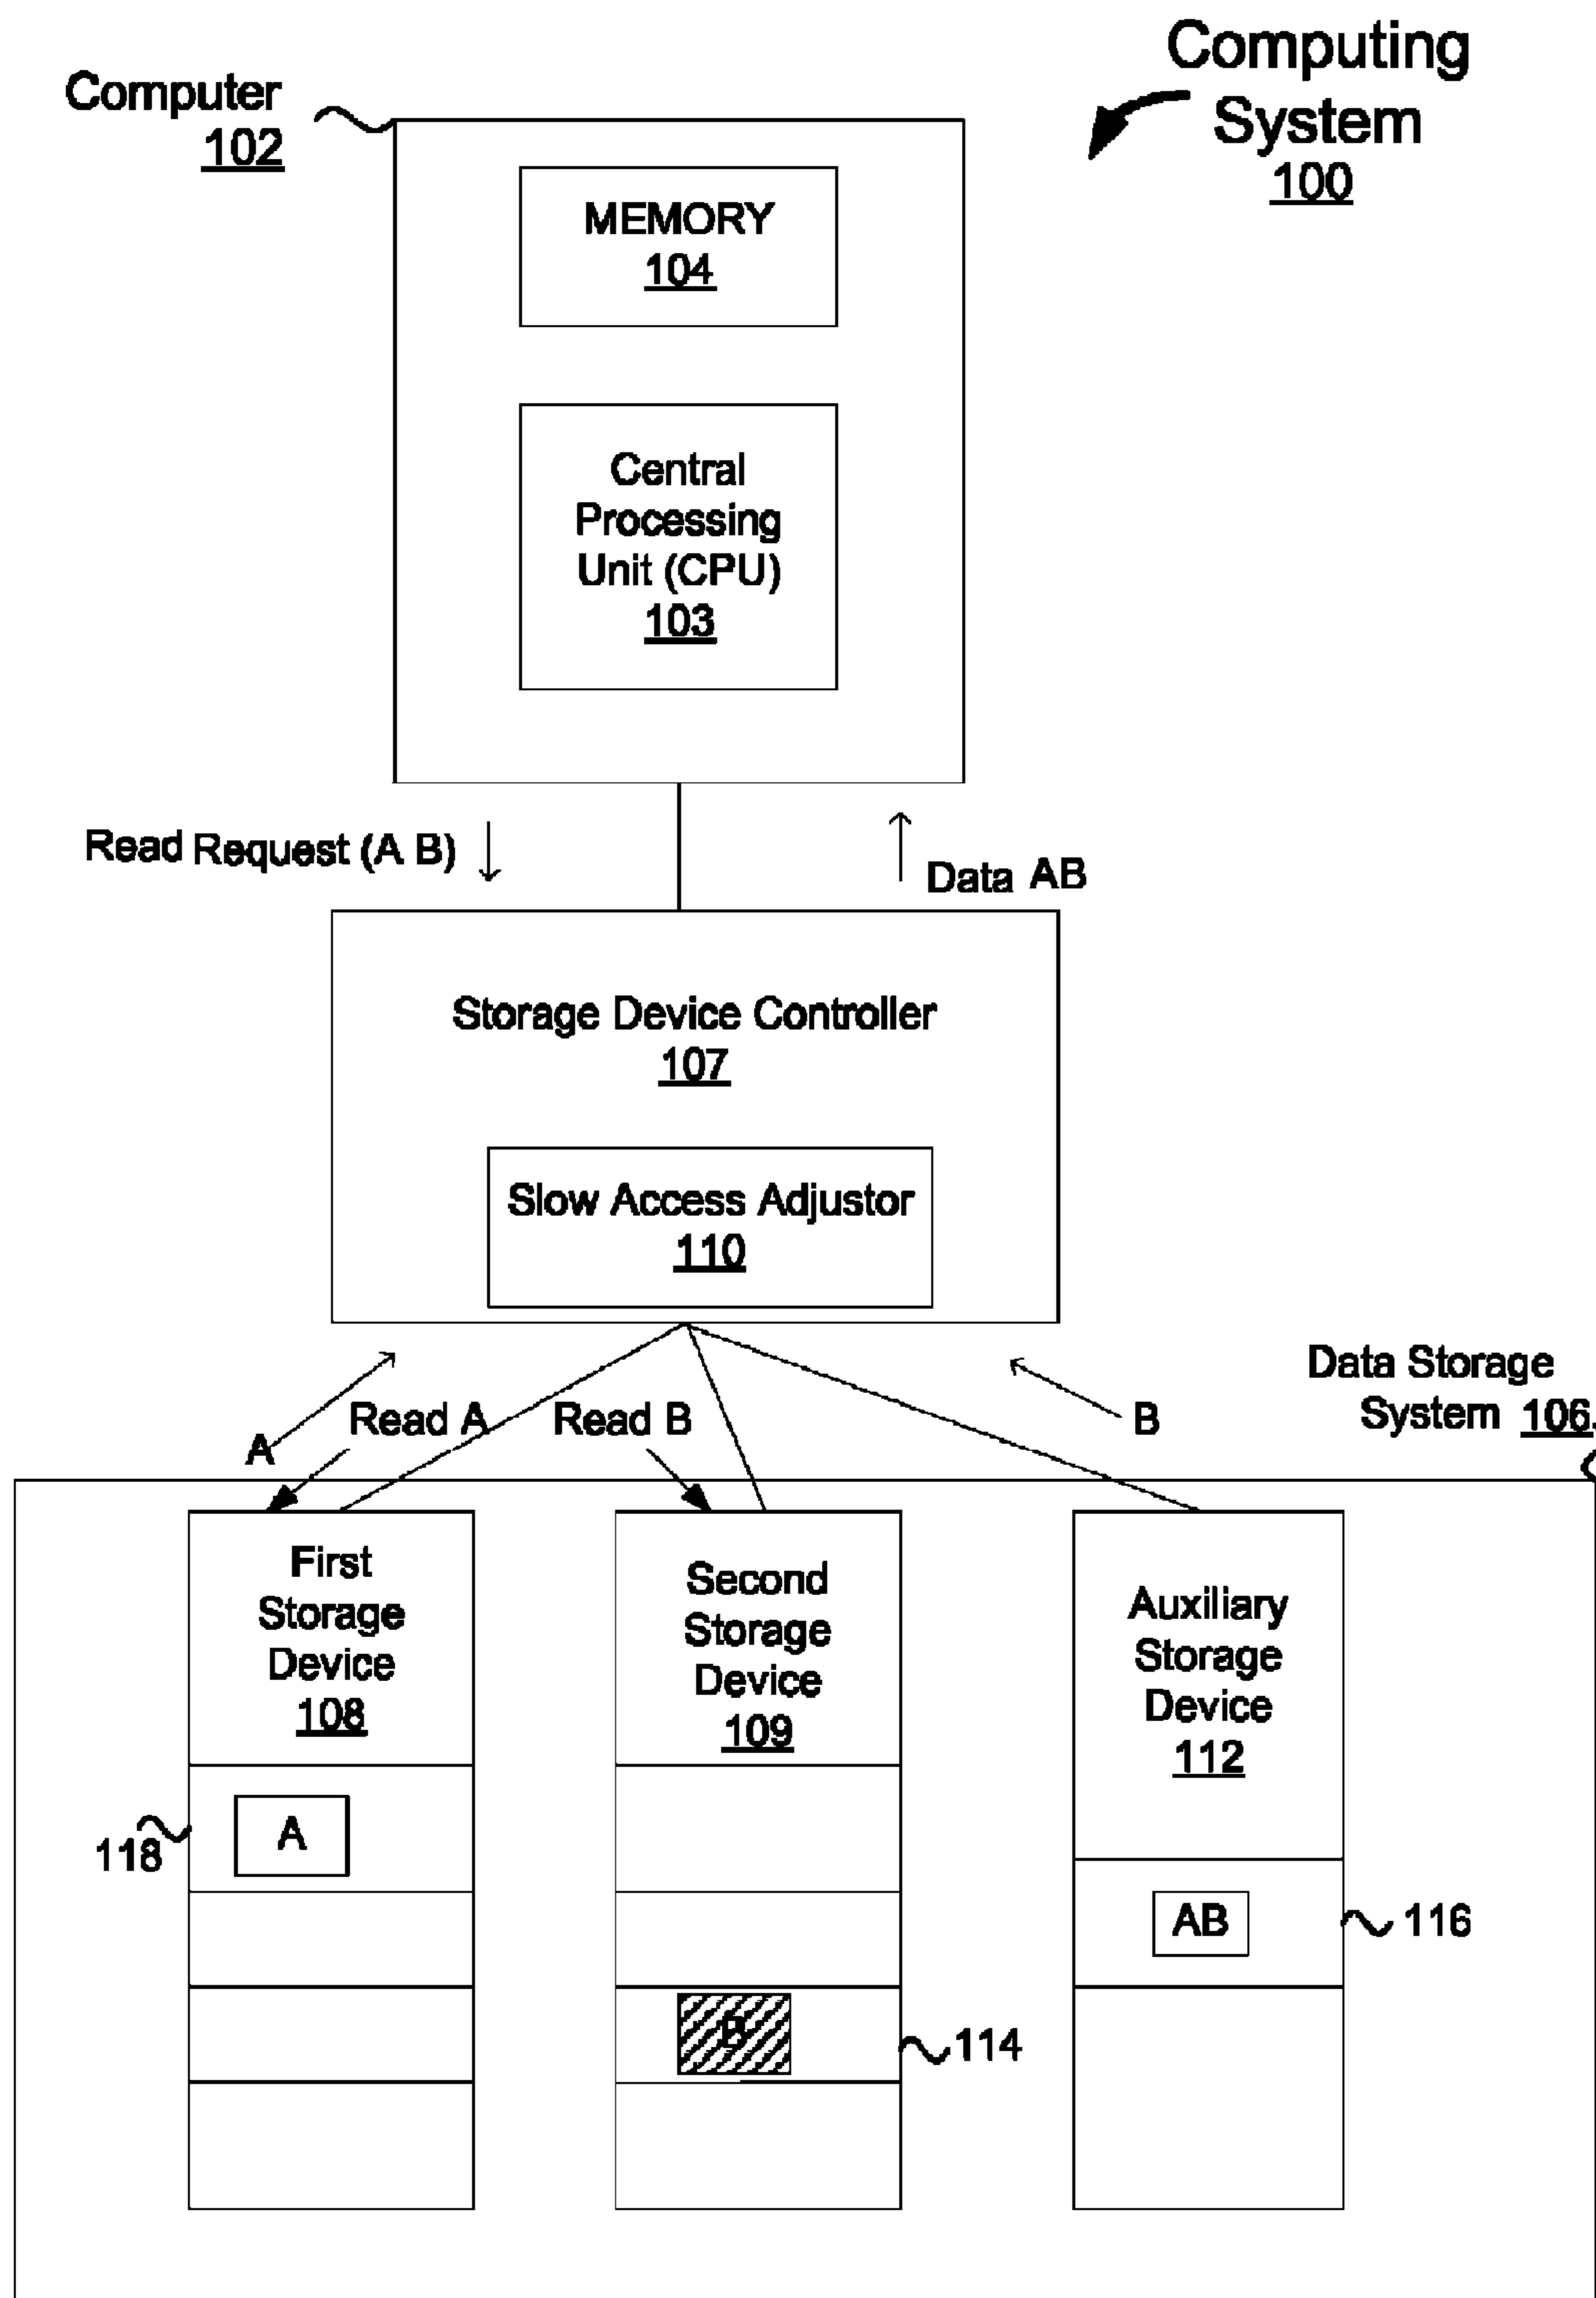 Computing
System
100
Computer
102
MEMORY
104
Central
Processing
Unit (CPU)
103
Read Request (A B)
Data AB
Storage Device Controller
107
Slow Access Adjustor
110
Data Storage
System 106
A
Read A
Read B
B
First
Storage
Device
108
Second
Storage
Device
109
Auxiliary
Storage
Device
112
118
A
AB
116
B
114